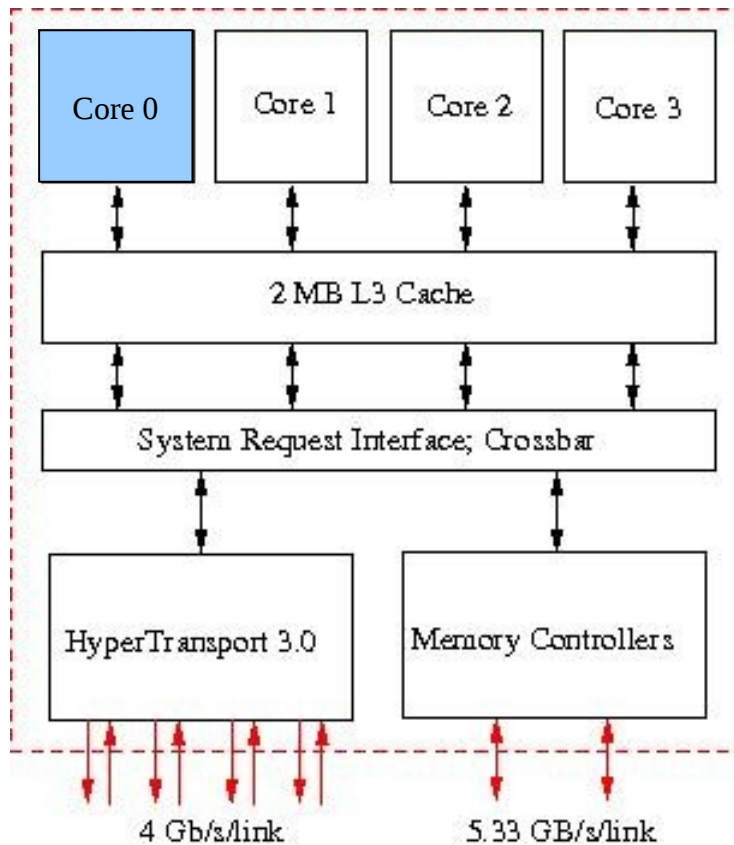 Core 0
Core 1
Core 2
Core 3
2 MB L3 Cache
System Request Interface; Crossbar
HyperTransport 3.0
Memory Controllers
4 Gb/s/link
5.33 GB/s/link